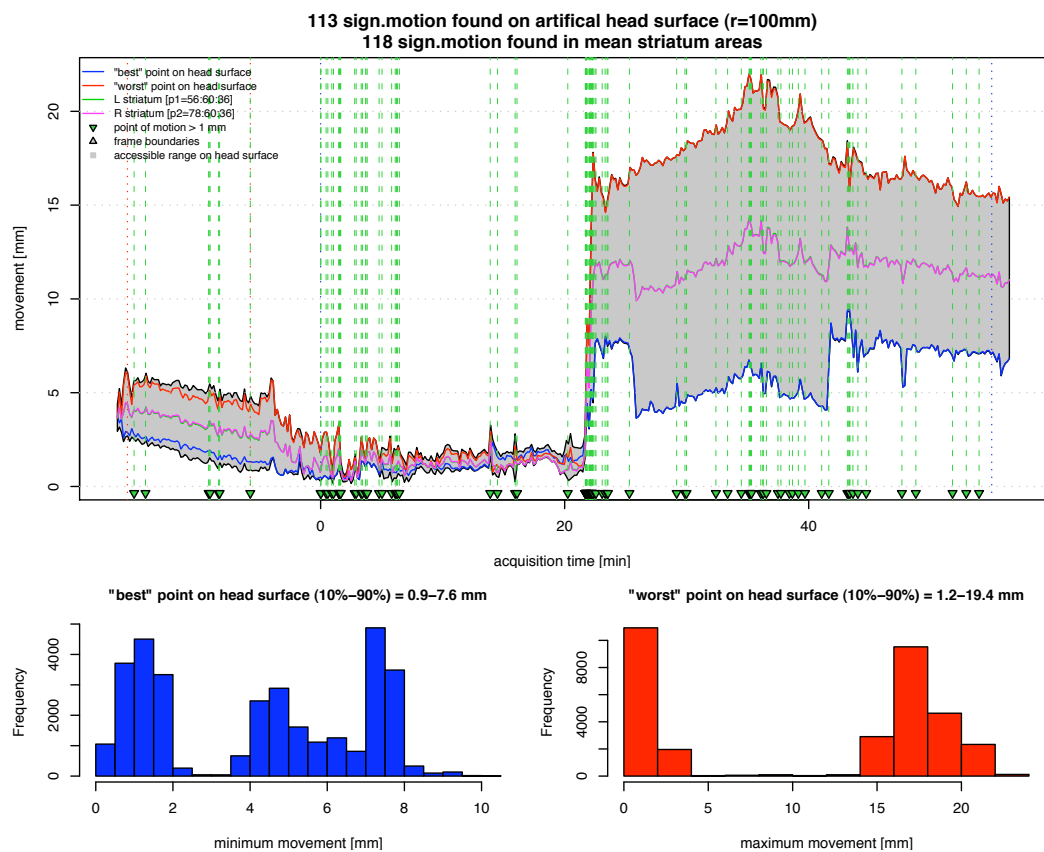 113 sign.motion found on artifical head surface (r=100mm)
118 sign.motion found in mean striatum areas
"best" point on head surface
"worst" point on head surface
L striatum [p1=56:60:36]
R striatum [p2=78:60:36]
point of motion > 1 mm
frame boundaries
accessible range on head surface
movement [mm]
0
5
10
15
20
0
20
40
acquisition time [min]
"best" point on head surface (10%–90%) = 0.9–7.6 mm
Frequency
0
2000
4000
0
2
4
6
8
10
minimum movement [mm]
"worst" point on head surface (10%–90%) = 1.2–19.4 mm
Frequency
0
4000
8000
0
5
10
15
20
maximum movement [mm]